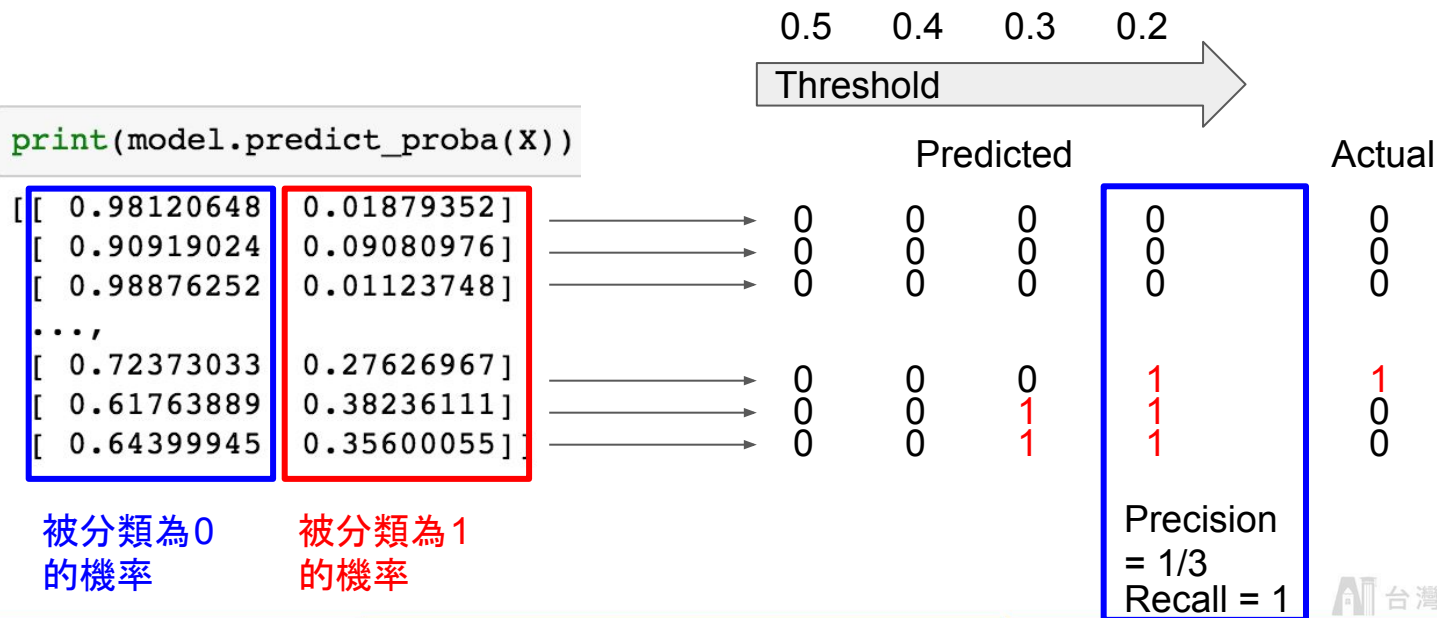 0.5 0.4 0.3 0.2
Threshold
print(model.predict_proba(X))
Predicted Actual
[[ 0.98120648 0.01879352] 0 0 0 0 0
[ 0.90919024 0.09080976] 0 0 0 0 0
[ 0.98876252 0.01123748] 0 0 0 0 0
...,
[ 0.72373033 0.27626967] 0 0 0 1 1
[ 0.61763889 0.38236111] 0 0 1 1 0
[ 0.64399945 0.35600055]] 0 0 1 1 0
被分類為0
的機率
被分類為1
的機率
Precision
= 1/3
Recall = 1
AI 台灣